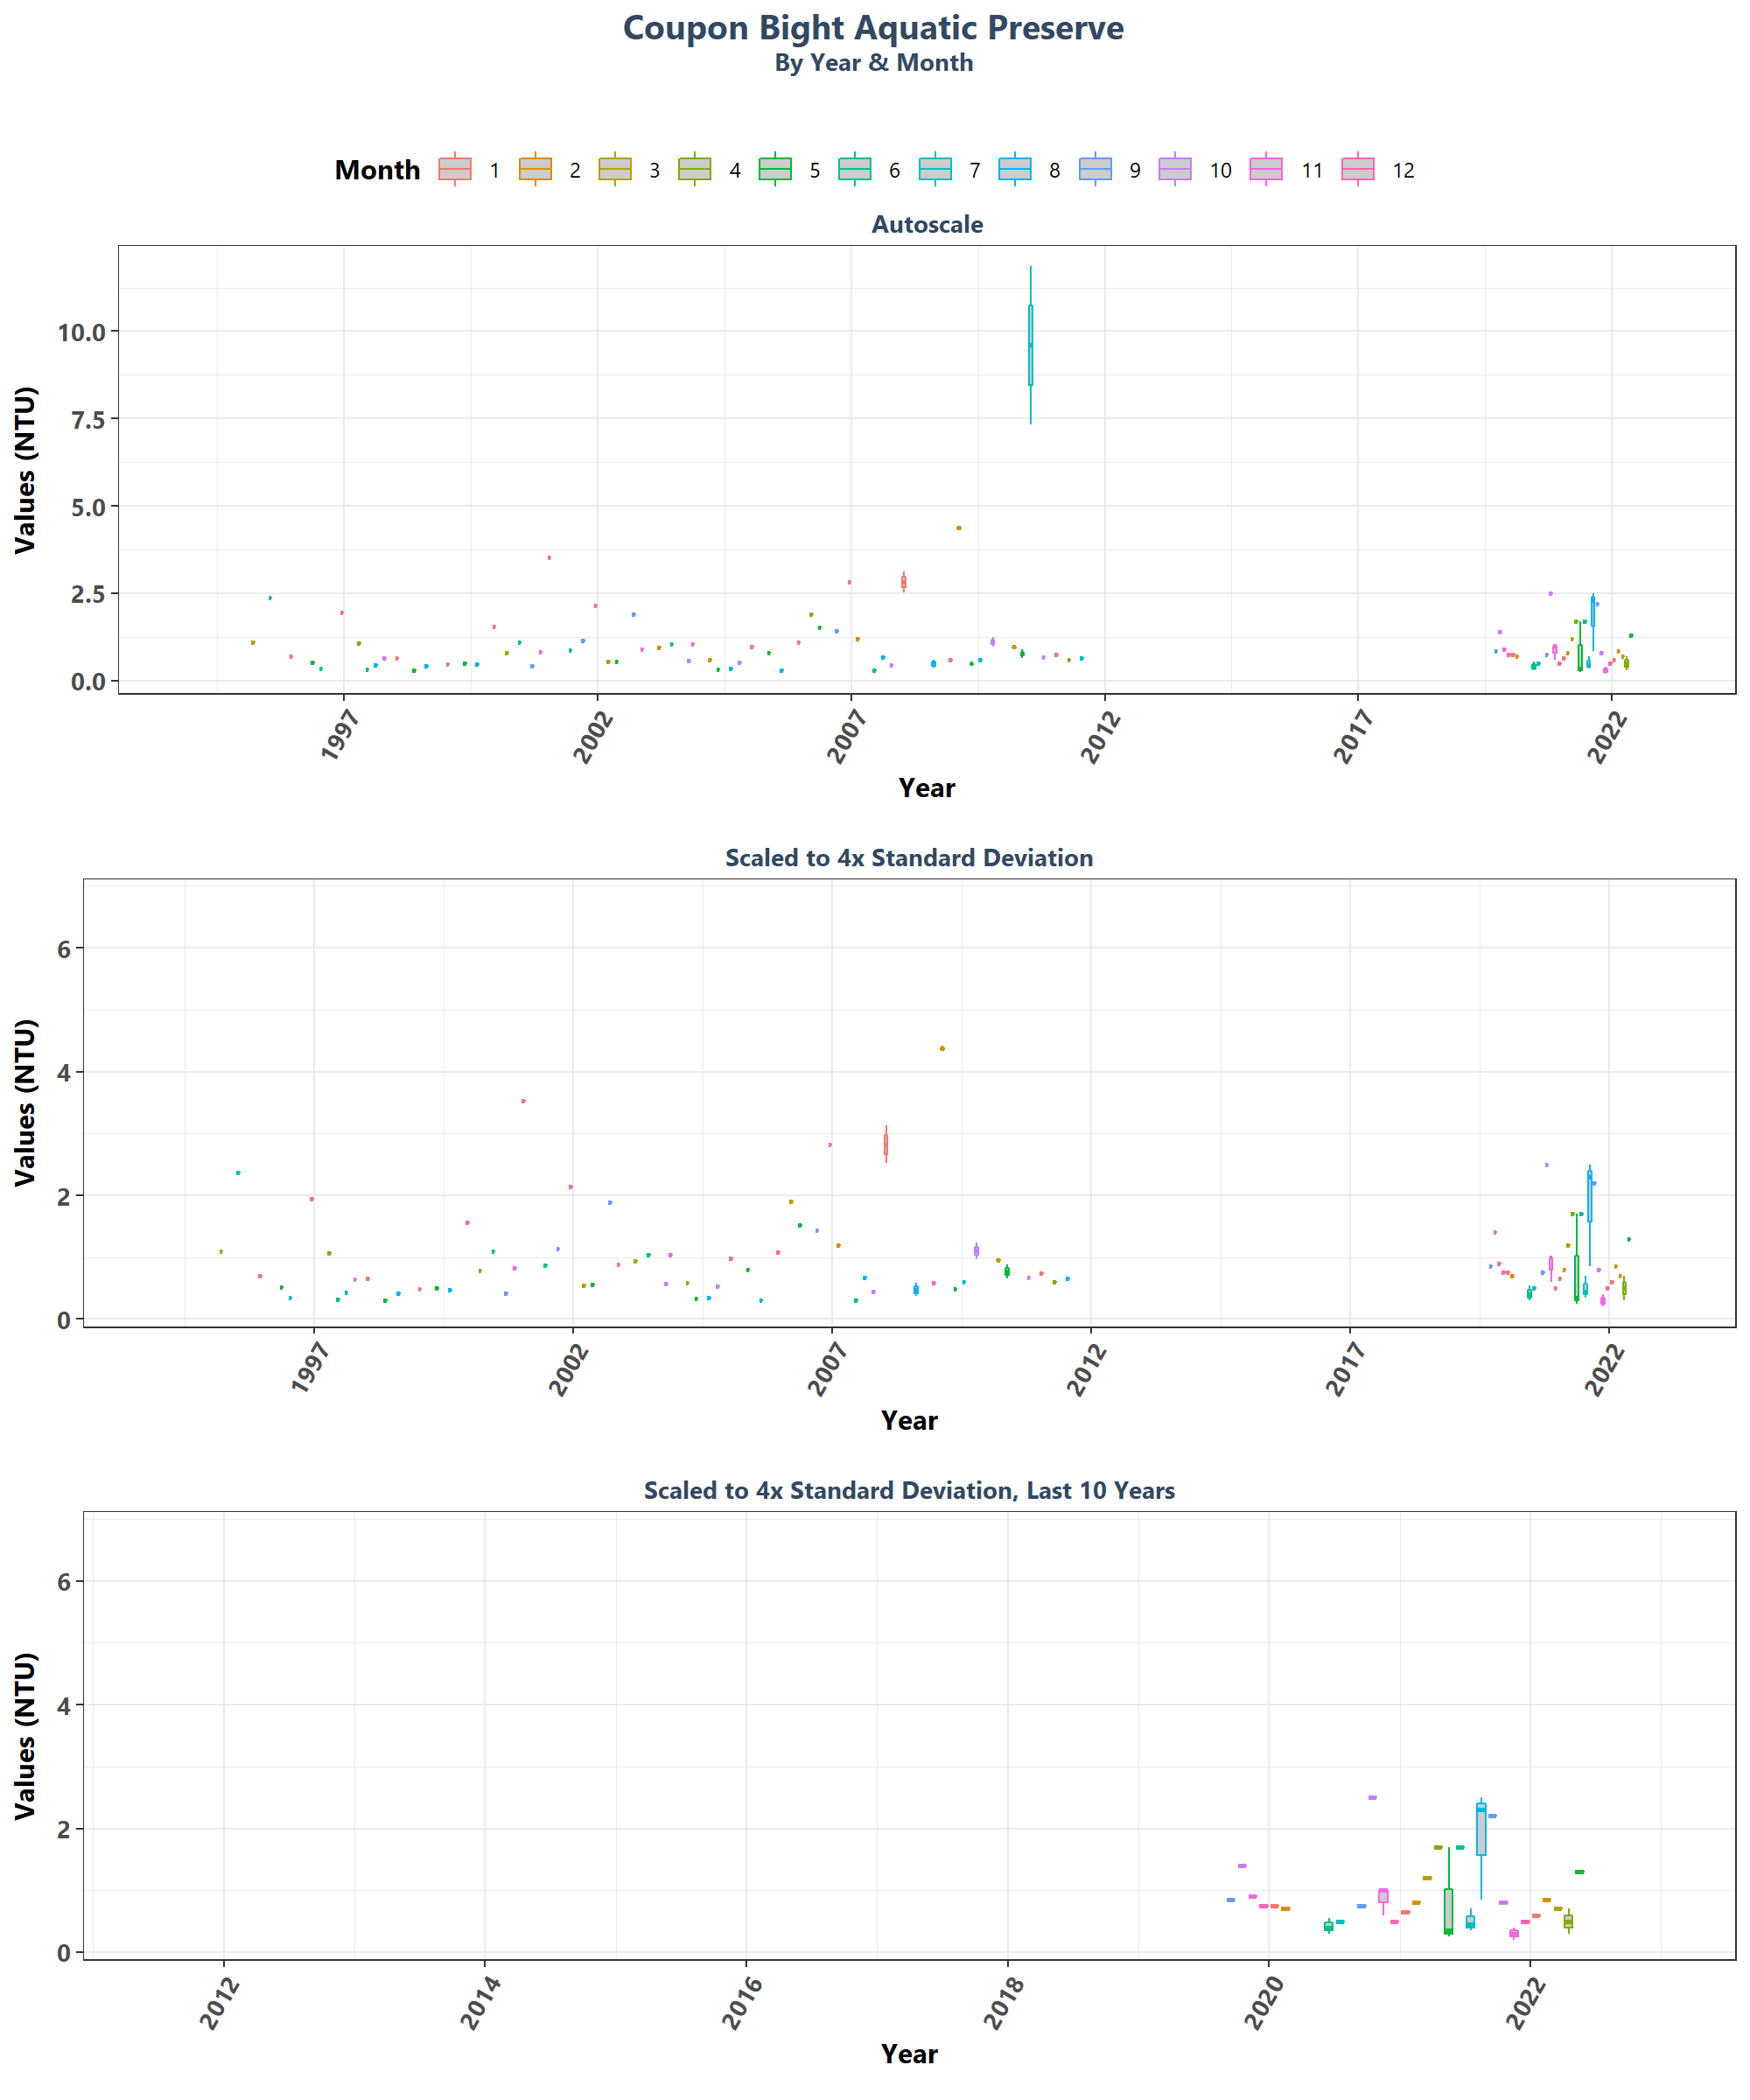 Coupon Bight Aquatic Preserve
By Year & Month
Month 1 2 3 4 5 6 7 8 9 10 11 12
Autoscale
Values (NTU)
10.0
7.5
5.0
2.5
0.0
1997 2002 2007 2012 2017 2022
Year
Scaled to 4x Standard Deviation
Values (NTU)
6
4
2
0
1997 2002 2007 2012 2017 2022
Year
Scaled to 4x Standard Deviation, Last 10 Years
Values (NTU)
6
4
2
0
2012 2014 2016 2018 2020 2022
Year